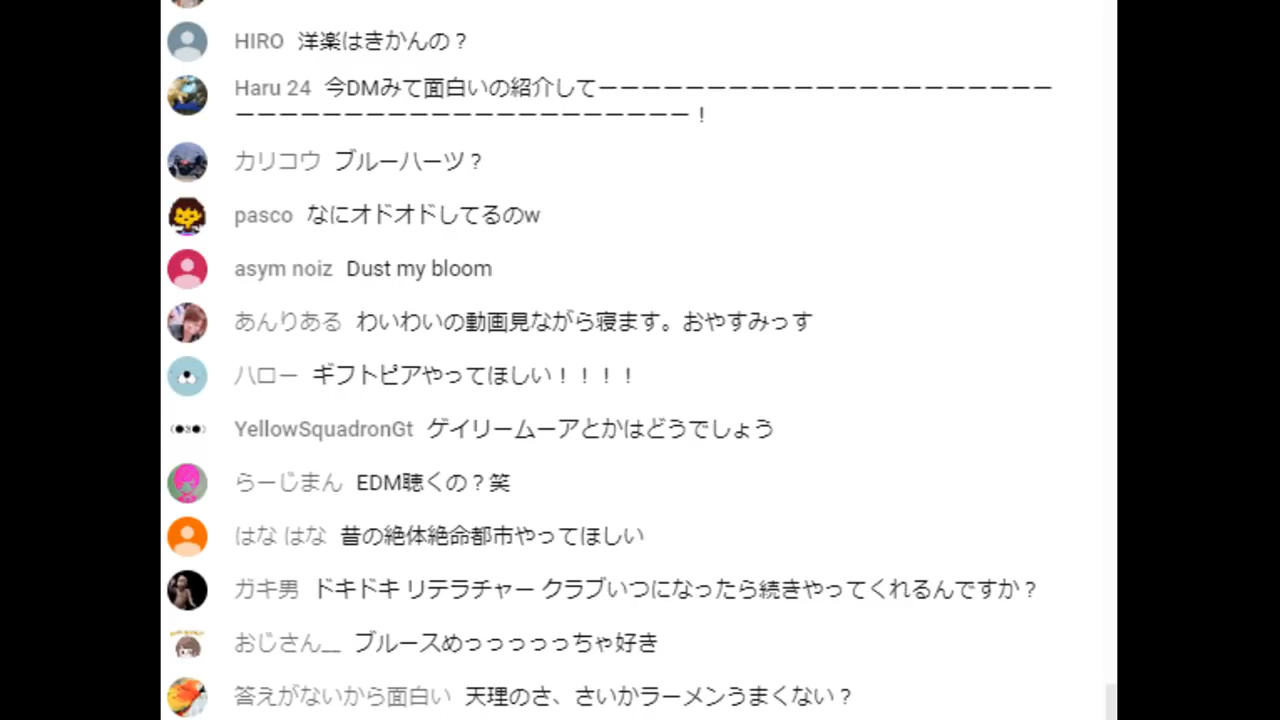 HIRO 洋楽はきかんの？
Haru 24 今DMみて面白いの紹介してーーーーーーーーーーーーーーーーーーーーー
ーーーーーーーーーーーーーーーーーーーーー！
カリコウ ブルーハーツ？
pasco なにオドオドしてるのw
asym noiz Dust my bloom
あんりある わいわいの動画見ながら寝ます。おやすみっす
ハロー ギフトピアやってほしい！！！！
YellowSquadronGt ゲイリームーアとかはどうでしょう
らーじまん EDM聴くの？笑
はな はな 昔の絶体絶命都市やってほしい
ガキ男 ドキドキ リテラチャー クラブいつになったら続きやってくれるんですか？
おじさん__ ブルースめっっっっっちゃ好き
答えがないから面白い 天理のさ、さいかラーメンうまくない？